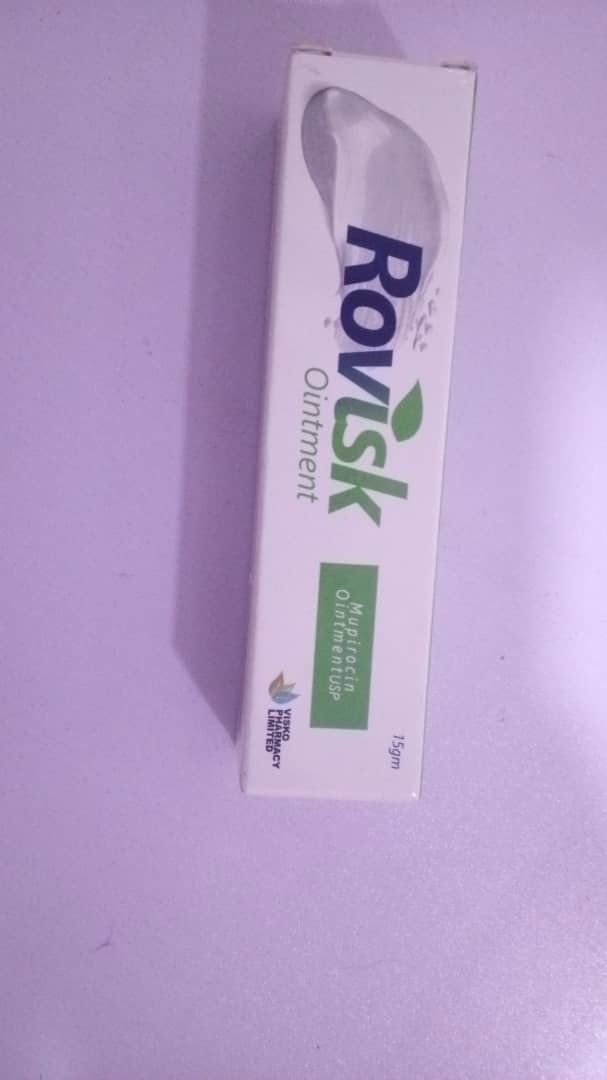 Rovisk
Ointment
Mupirocin
Ointment USP
15gm
VISKO
PHARMACY
LIMITED